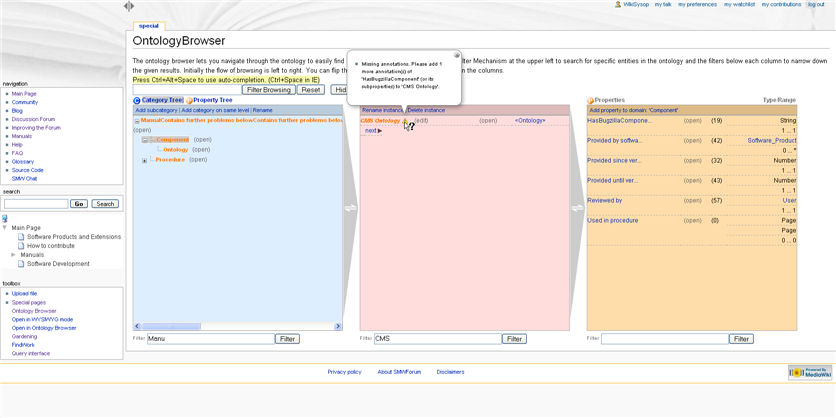 WikiSysop my talk my preferences my watchlist my contributions log out
special
OntologyBrowser
The ontology browser lets you navigate through the ontology to easily find
lter Mechanism at the upper left to search for specific entities in the ontology and the filters below each column to narrow down
the given results. Initially the flow of browsing is left to right. You can flip th
n the columns.
Press Ctrl+Alt+Space to use auto-completion. (Ctrl+Space in IE)
Filter Browsing Reset Hid
Missing annotations. Please add 1
more annotation(s) of
'HasBugzillaComponent' (or its
subproperties) to 'CMS Ontology'.
Category Tree Property Tree
Add subcategory | Add category on same level | Rename
ManualContains further problems belowContains further problems below
(open)
Component (open)
Ontology (open)
Procedure (open)
Filter Manu Filter
Rename instance Delete instance
CMS Ontology (edit) (open) <Ontology>
next
Filter CMS Filter
Properties Type/Range
Add property to domain: 'Component'
HasBugzillaCompone... (open) (19) String
1 ... 1
Provided by softwa... (open) (42) Software_Product
0 ... *
Provided since ver... (open) (32) Number
1 ... 1
Provided until ver... (open) (43) Number
1 ... 1
Reviewed by (open) (57) User
1 ... 1
Used in procedure (open) (0) Page
Page
0 ... 0
Filter Filter
navigation
Main Page
Community
Blog
Discussion Forum
Improving the Forum
Manuals
Help
FAQ
Glossary
Source Code
SMW Chat
search
Go Search
Main Page
Software Products and Extensions
How to contribute
Manuals
Software Development
toolbox
Upload file
Special pages
Ontology Browser
Open in WYSIWYG mode
Open in Ontology Browser
Gardening
FindWork
Query interface
Privacy policy About SMWForum Disclaimers
Powered By
MediaWiki